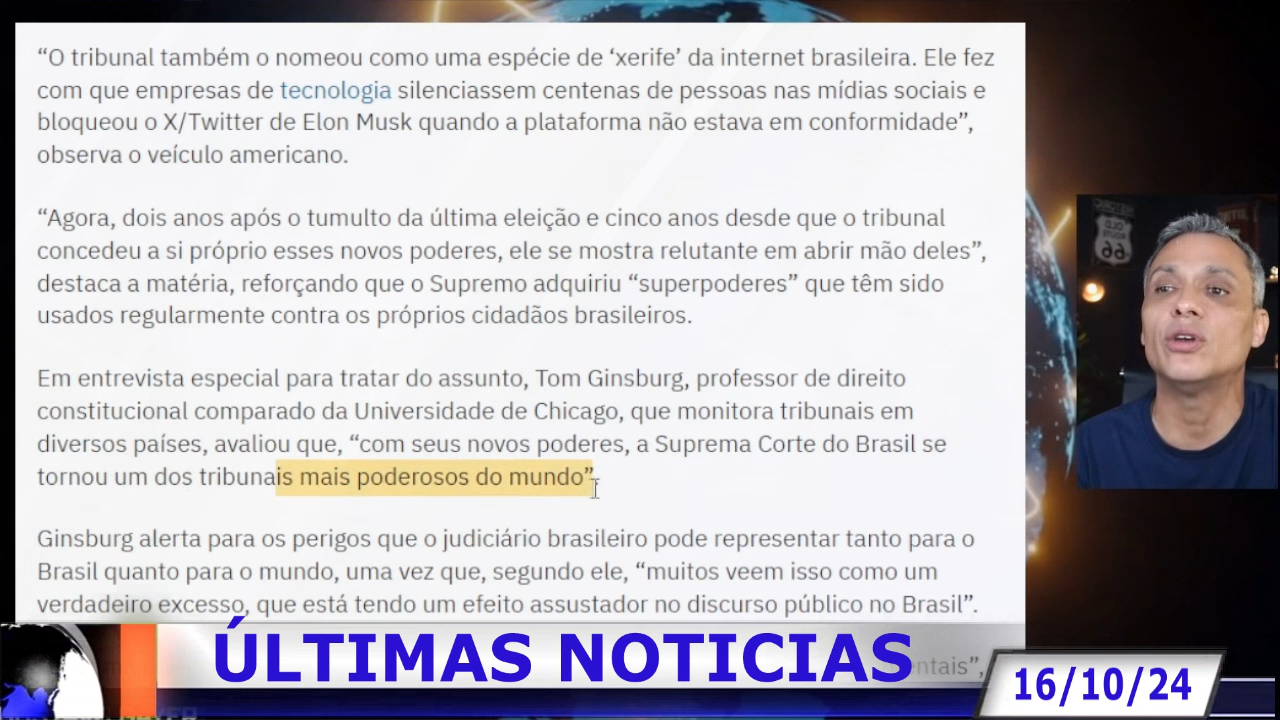 “O tribunal também o nomeou como uma espécie de ‘xerife’ da internet brasileira. Ele fez
com que empresas de tecnologia silenciassem centenas de pessoas nas mídias sociais e
bloqueou o X/Twitter de Elon Musk quando a plataforma não estava em conformidade”,
observa o veículo americano.
“Agora, dois anos após o tumulto da última eleição e cinco anos desde que o tribunal
concedeu a si próprio esses novos poderes, ele se mostra relutante em abrir mão deles”,
destaca a matéria, reforçando que o Supremo adquiriu “superpoderes” que têm sido
usados regularmente contra os próprios cidadãos brasileiros.
Em entrevista especial para tratar do assunto, Tom Ginsburg, professor de direito
constitucional comparado da Universidade de Chicago, que monitora tribunais em
diversos países, avaliou que, “com seus novos poderes, a Suprema Corte do Brasil se
tornou um dos tribunais mais poderosos do mundo”.
Ginsburg alerta para os perigos que o judiciário brasileiro pode representar tanto para o
Brasil quanto para o mundo, uma vez que, segundo ele, “muitos veem isso como um
verdadeiro excesso, que está tendo um efeito assustador no discurso público no Brasil”.
entais”,
ÚLTIMAS NOTICIAS
16/10/24
OLD
ROUTE
66